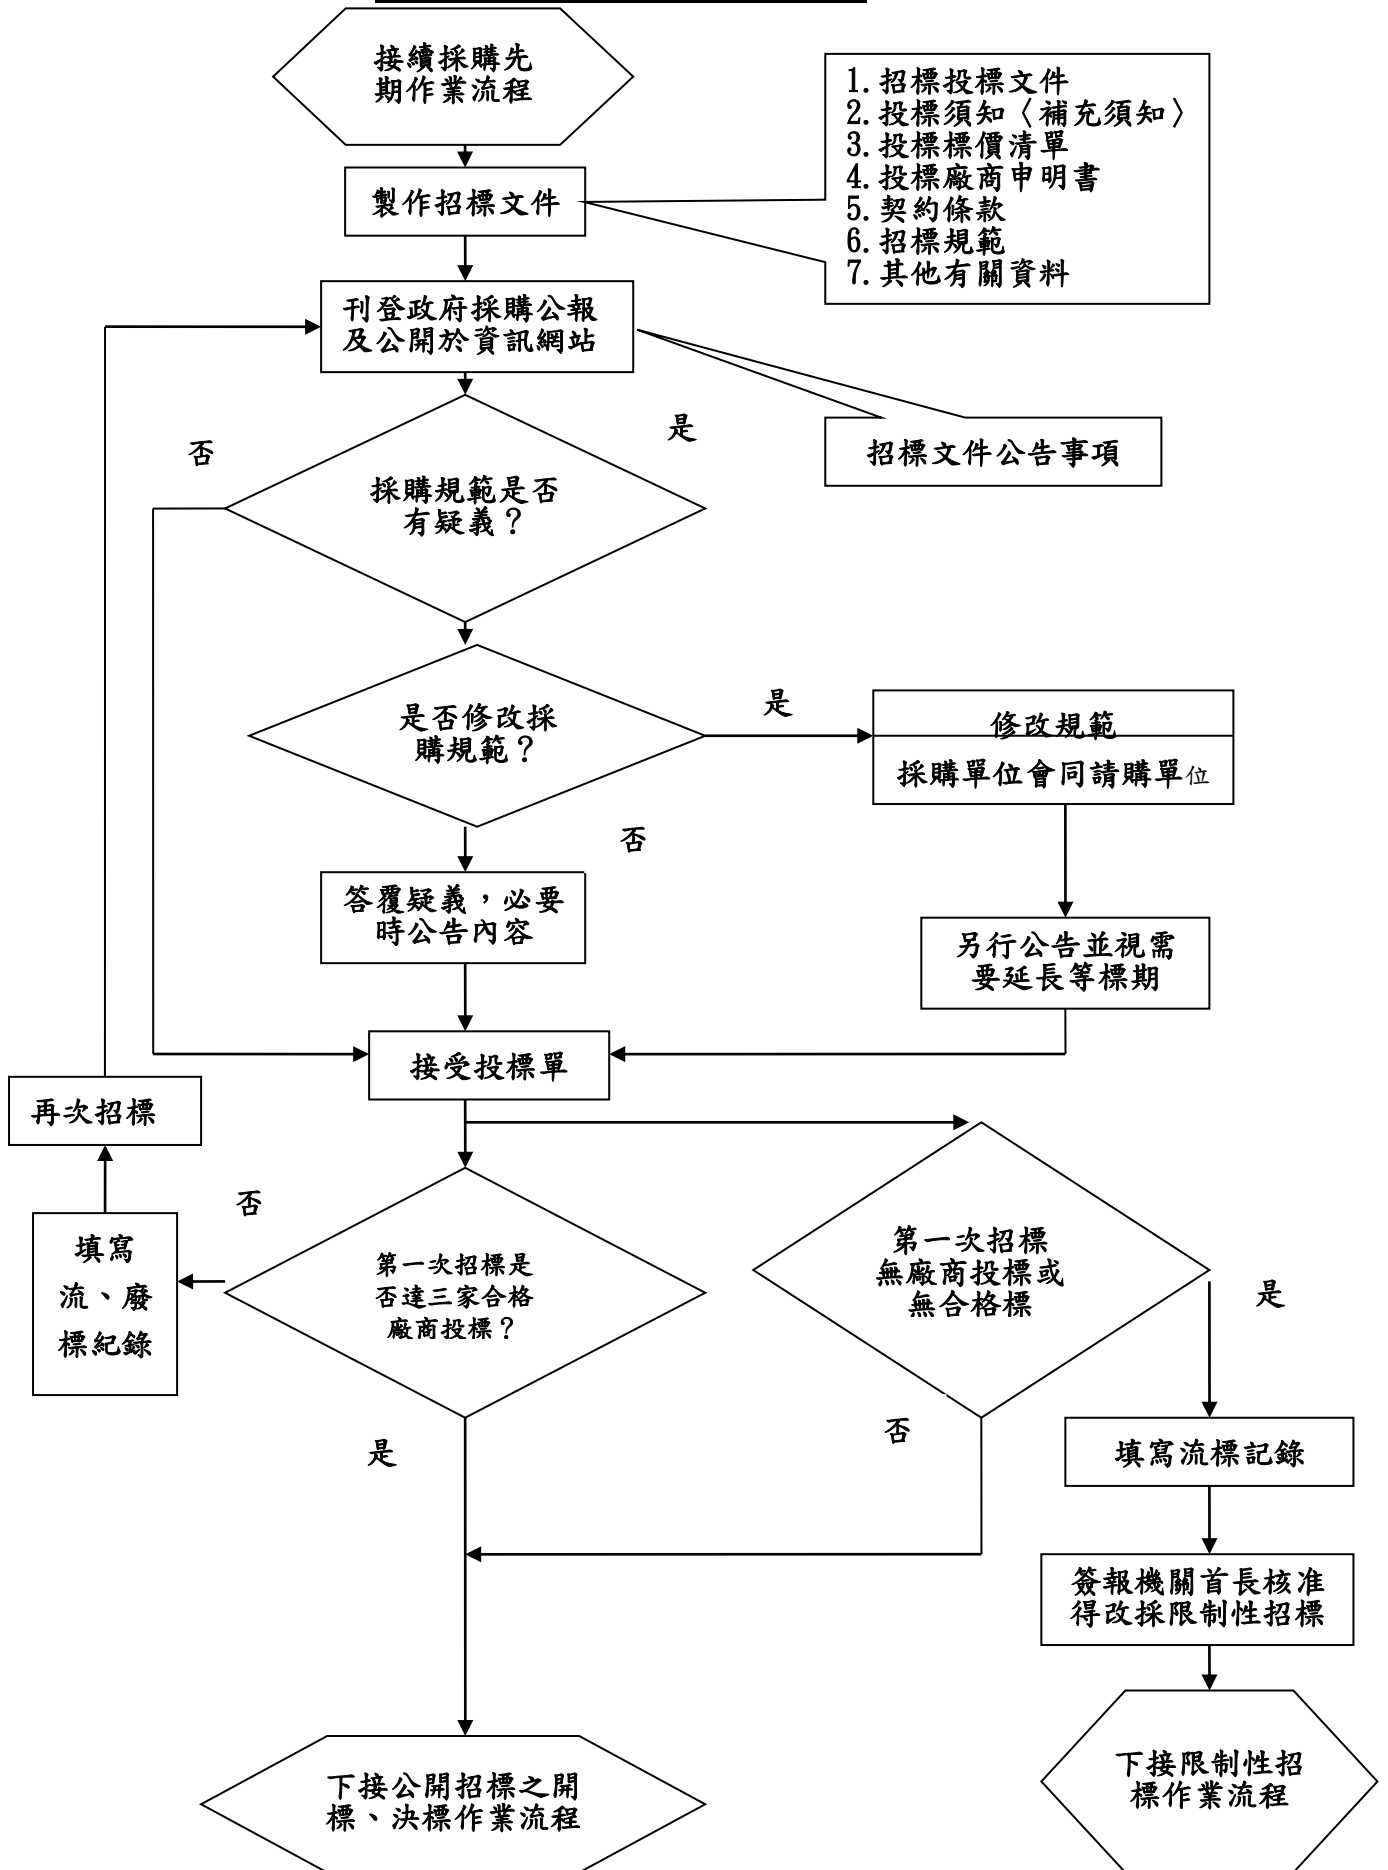 接續採購先
期作業流程
1.招標投標文件
2.投標須知〈補充須知〉
3.投標標價清單
4.投標廠商申明書
5.契約條款
6.招標規範
7.其他有關資料
製作招標文件
刊登政府採購公報
及公開於資訊網站
是
否
招標文件公告事項
採購規範是否
有疑義？
是否修改採
購規範？
是
修改規範
採購單位會同請購單位
否
答覆疑義，必要
時公告內容
另行公告並視需
要延長等標期
接受投標單
再次招標
否
填寫
流、廢
標紀錄
第一次招標是
否達三家合格
廠商投標？
第一次招標
無廠商投標或
無合格標
是
否
是
填寫流標記錄
簽報機關首長核准
得改採限制性招標
下接公開招標之開
標、決標作業流程
下接限制性招
標作業流程